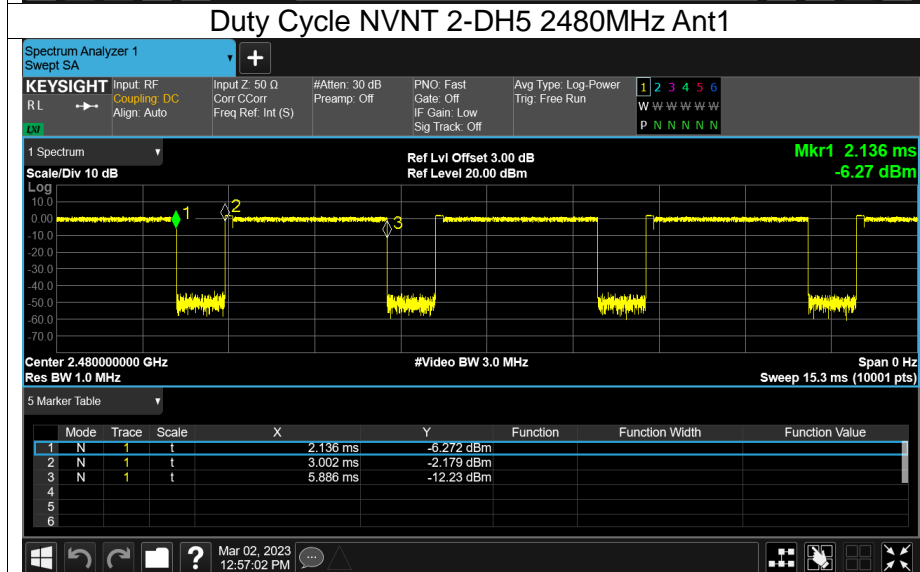 Duty Cycle NVNT 2-DH5 2480MHz Ant1
Spectrum Analyzer 1
Swept SA
+
KEYSIGHT
RL
LXI
Input: RF
Coupling: DC
Align: Auto
Input Z: 50 Ω
Corr CCorr
Freq Ref: Int (S)
#Atten: 30 dB
Preamp: Off
PNO: Fast
Gate: Off
IF Gain: Low
Sig Track: Off
Avg Type: Log-Power
Trig: Free Run
1 2 3 4 5 6
W W W W W W
P N N N N N
1 Spectrum
Scale/Div 10 dB
Ref Lvl Offset 3.00 dB
Ref Level 20.00 dBm
Mkr1 2.136 ms
-6.27 dBm
Log
10.0
0.00
-10.0
-20.0
-30.0
-40.0
-50.0
-60.0
-70.0
1
2
3
Center 2.480000000 GHz
Res BW 1.0 MHz
#Video BW 3.0 MHz
Span 0 Hz
Sweep 15.3 ms (10001 pts)
5 Marker Table
Mode Trace Scale X Y Function Function Width Function Value
1 N 1 t 2.136 ms -6.272 dBm
2 N 1 t 3.002 ms -2.179 dBm
3 N 1 t 5.886 ms -12.23 dBm
4
5
6
?
Mar 02, 2023
12:57:02 PM